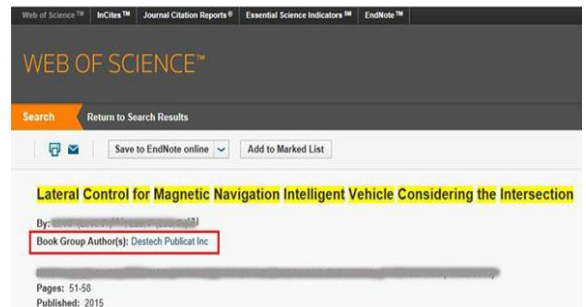 Web of Science™ InCites™ Journal Citation Reports® Essential Science Indicators℠ EndNote™
WEB OF SCIENCE™
Search Return to Search Results
Save to EndNote online Add to Marked List
Lateral Control for Magnetic Navigation Intelligent Vehicle Considering the Intersection
By:
Book Group Author(s): Destech Publicat Inc
Pages: 51-58
Published: 2015